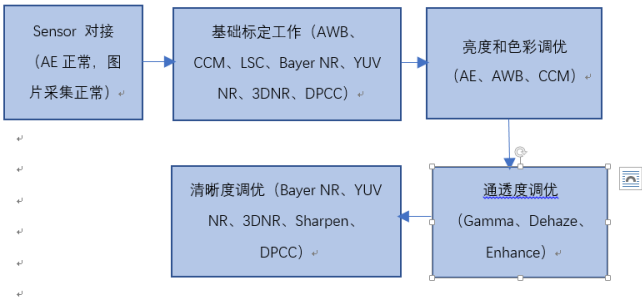 Sensor 对接
（AE 正常，图
片采集正常）
基础标定工作（AWB、
CCM、LSC、Bayer NR、YUV
NR、3DNR、DPCC）
亮度和色彩调优
（AE、AWB、CCM）
通透度调优
（Gamma、Dehaze、
Enhance）
清晰度调优（Bayer NR、YUV
NR、3DNR、Sharpen、
DPCC）